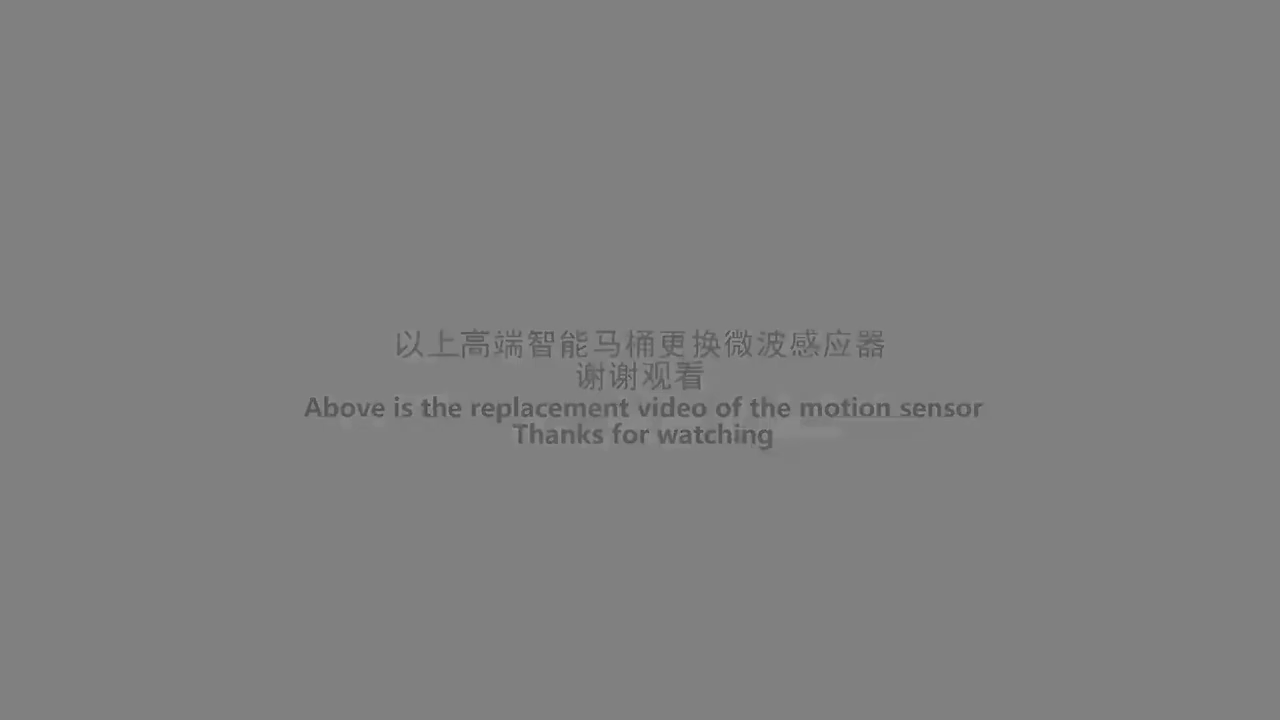 以上高端智能马桶更换微波感应器
谢谢观看
Above is the replacement video of the motion sensor
Thanks for watching